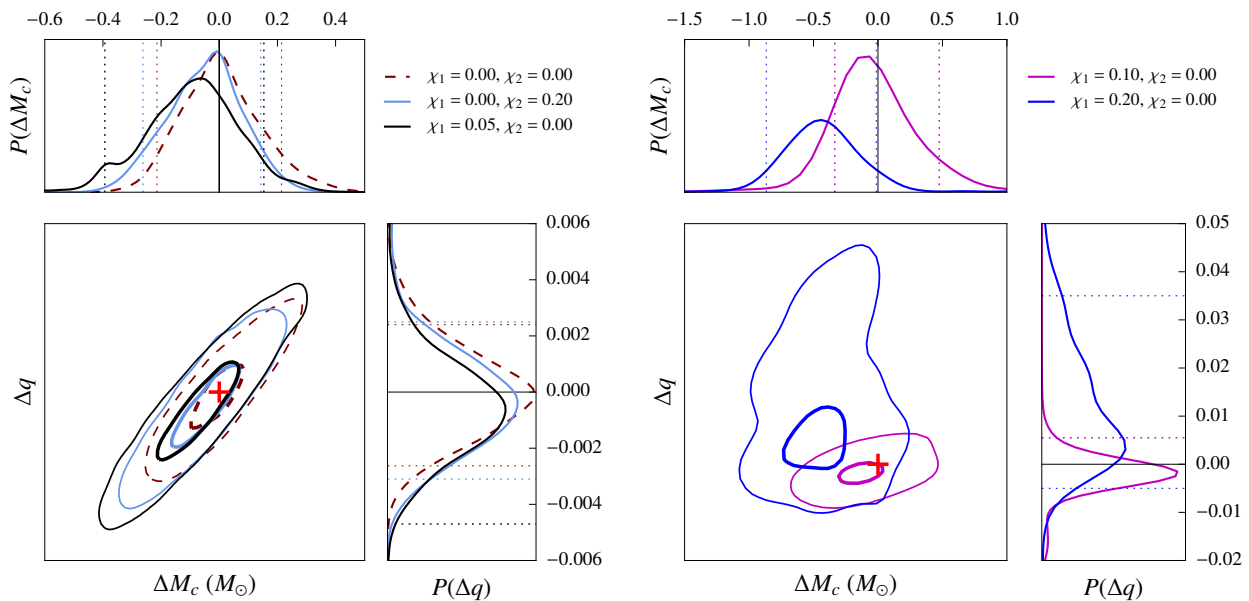 −0.6 −0.4 −0.2 0.0 0.2 0.4
P(ΔM_c)
χ₁ = 0.00, χ₂ = 0.00
χ₁ = 0.00, χ₂ = 0.20
χ₁ = 0.05, χ₂ = 0.00
Δq
0.006
0.004
0.002
0.000
−0.002
−0.004
−0.006
ΔM_c (M_⊙)
P(Δq)
−1.5 −1.0 −0.5 0.0 0.5 1.0
P(ΔM_c)
χ₁ = 0.10, χ₂ = 0.00
χ₁ = 0.20, χ₂ = 0.00
Δq
0.05
0.04
0.03
0.02
0.01
0.00
−0.01
−0.02
ΔM_c (M_⊙)
P(Δq)